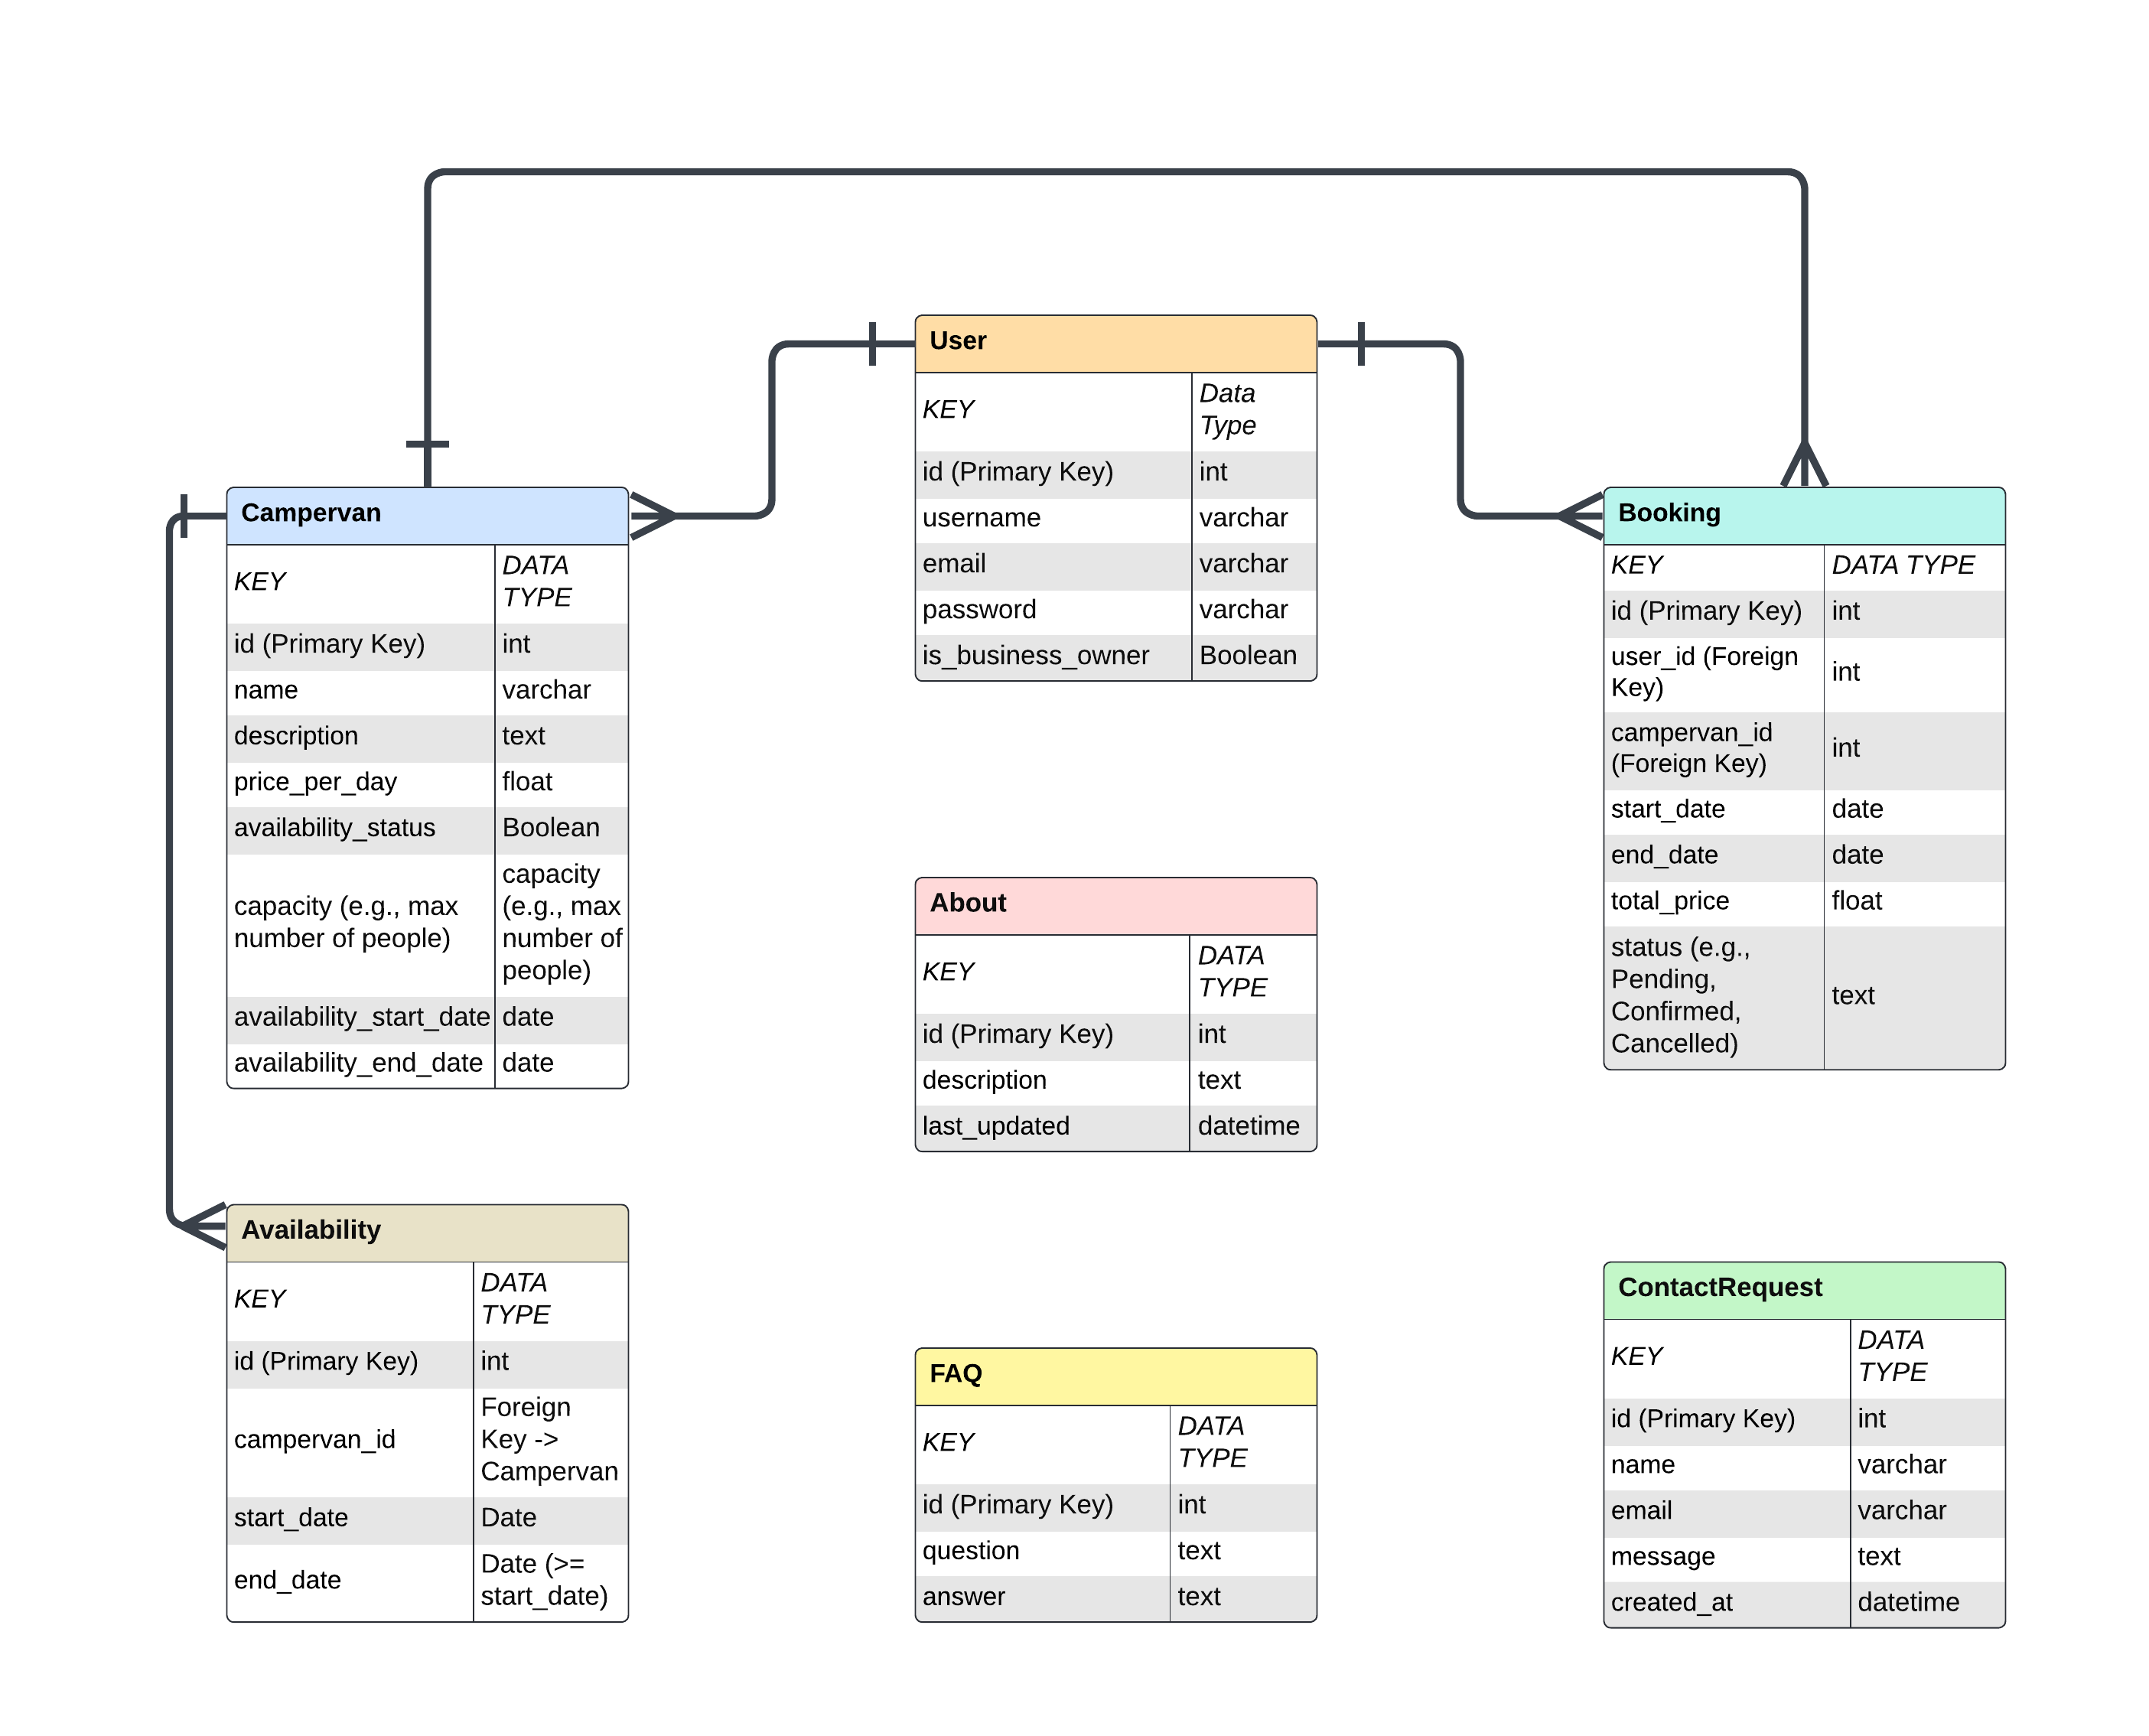 User
KEY
Data
Type
id (Primary Key)
int
username
varchar
email
varchar
password
varchar
is_business_owner
Boolean
Campervan
KEY
DATA
TYPE
id (Primary Key)
int
name
varchar
description
text
price_per_day
float
availability_status
Boolean
capacity (e.g., max
number of people)
capacity
(e.g., max
number of
people)
availability_start_date
date
availability_end_date
date
Booking
KEY
DATA TYPE
id (Primary Key)
int
user_id (Foreign
Key)
int
campervan_id
(Foreign Key)
int
start_date
date
end_date
date
total_price
float
status (e.g.,
Pending,
Confirmed,
Cancelled)
text
About
KEY
DATA
TYPE
id (Primary Key)
int
description
text
last_updated
datetime
Availability
KEY
DATA
TYPE
id (Primary Key)
int
campervan_id
Foreign
Key ->
Campervan
start_date
Date
end_date
Date (>=
start_date)
FAQ
KEY
DATA
TYPE
id (Primary Key)
int
question
text
answer
text
ContactRequest
KEY
DATA
TYPE
id (Primary Key)
int
name
varchar
email
varchar
message
text
created_at
datetime